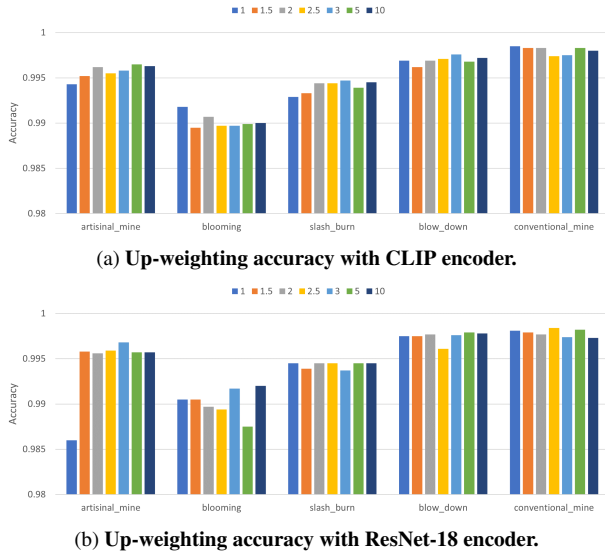 1 1.5 2 2.5 3 5 10
1
0.995
0.99
0.985
0.98
Accuracy
artisinal_mine blooming slash_burn blow_down conventional_mine
(a) Up-weighting accuracy with CLIP encoder.
1 1.5 2 2.5 3 5 10
1
0.995
0.99
0.985
0.98
Accuracy
artisinal_mine blooming slash_burn blow_down conventional_mine
(b) Up-weighting accuracy with ResNet-18 encoder.